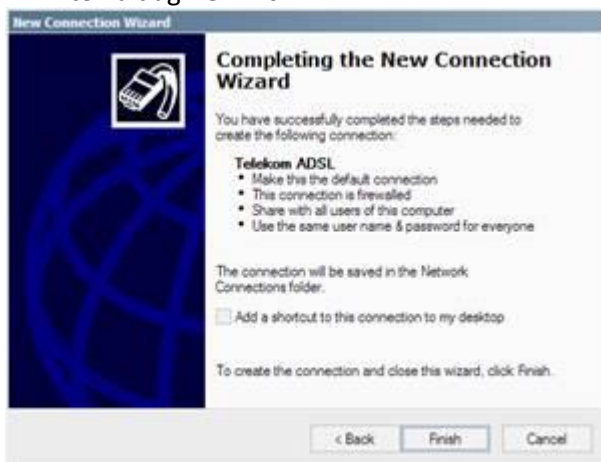 New Connection Wizard
Completing the New Connection
Wizard
You have successfully completed the steps needed to
create the following connection:
Telekom ADSL
• Make this the default connection
• This connection is firewalled
• Share with all users of this computer
• Use the same user name & password for everyone
The connection will be saved in the Network
Connections folder.
Add a shortcut to this connection to my desktop
To create the connection and close this wizard, click Finish.
< Back Finish Cancel